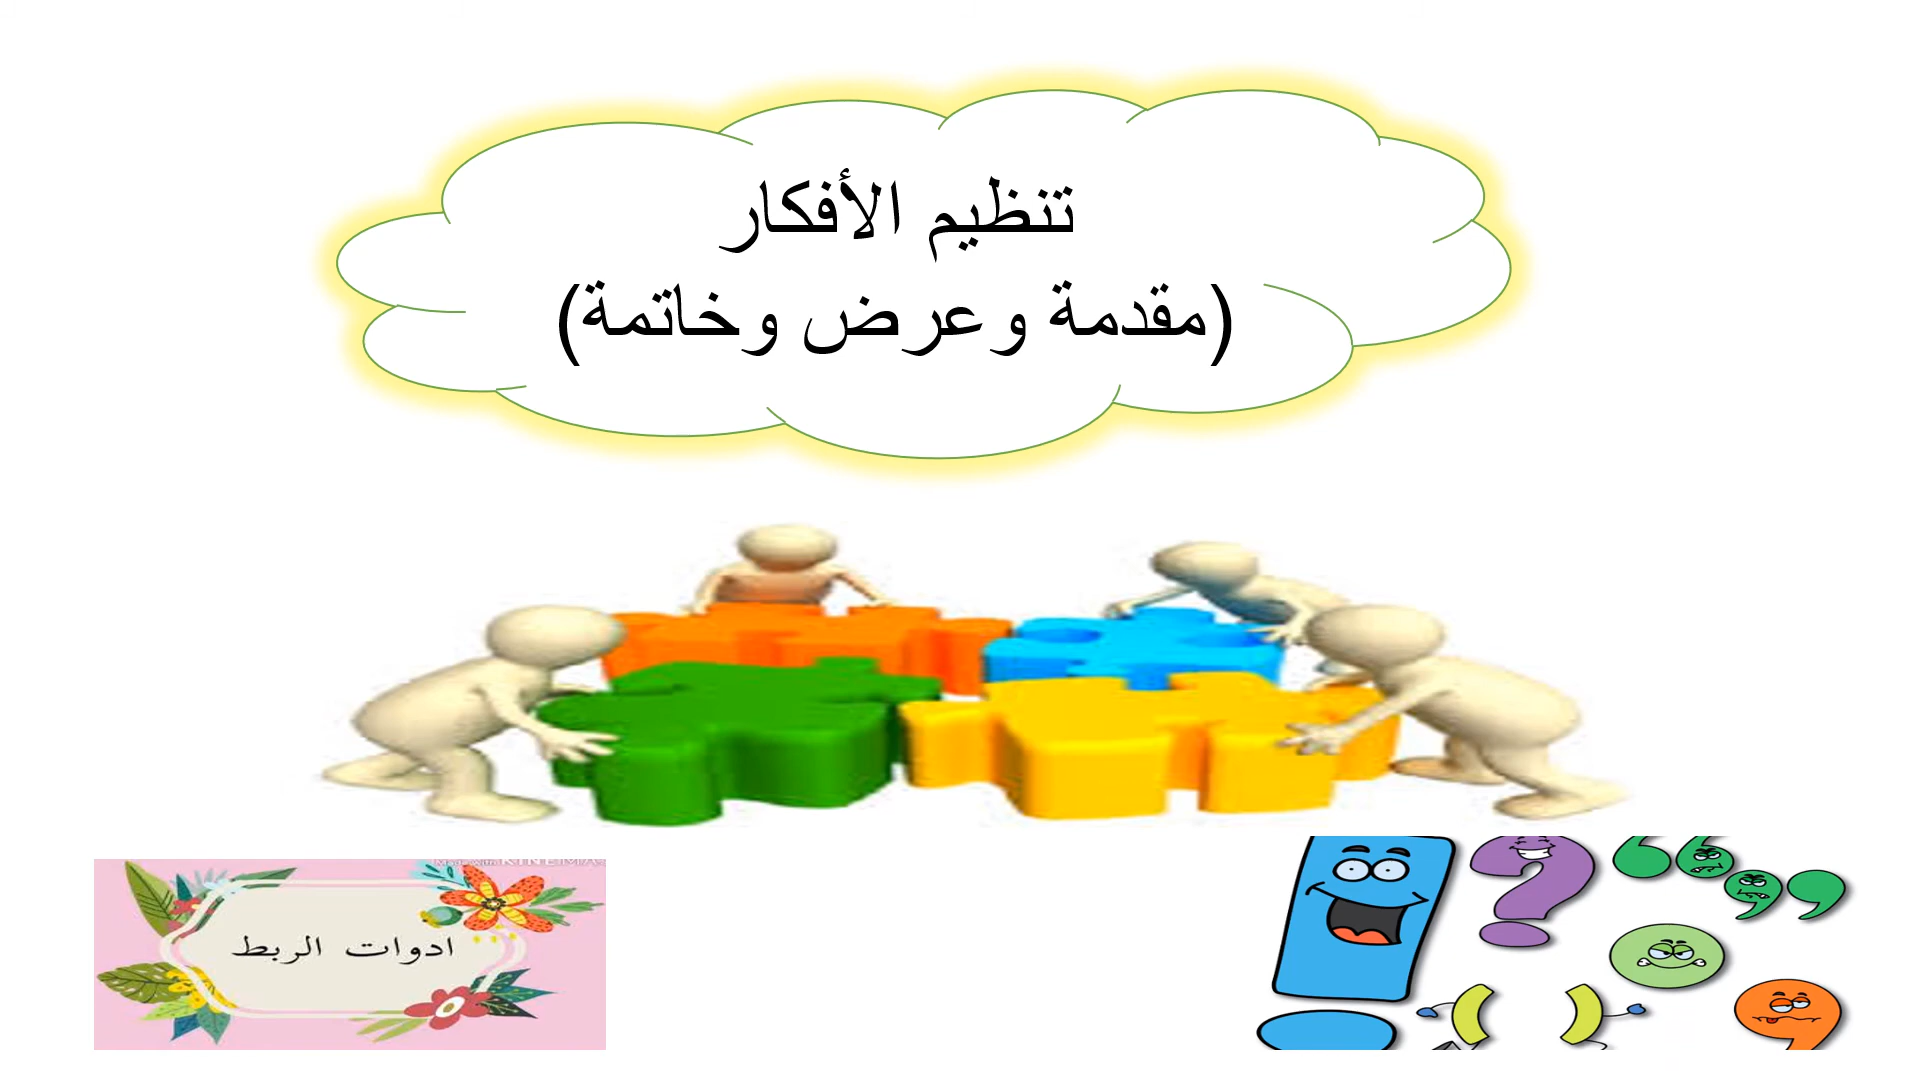 تنظيم الأفكار
(مقدمة وعرض وخاتمة)
ادوات الربط